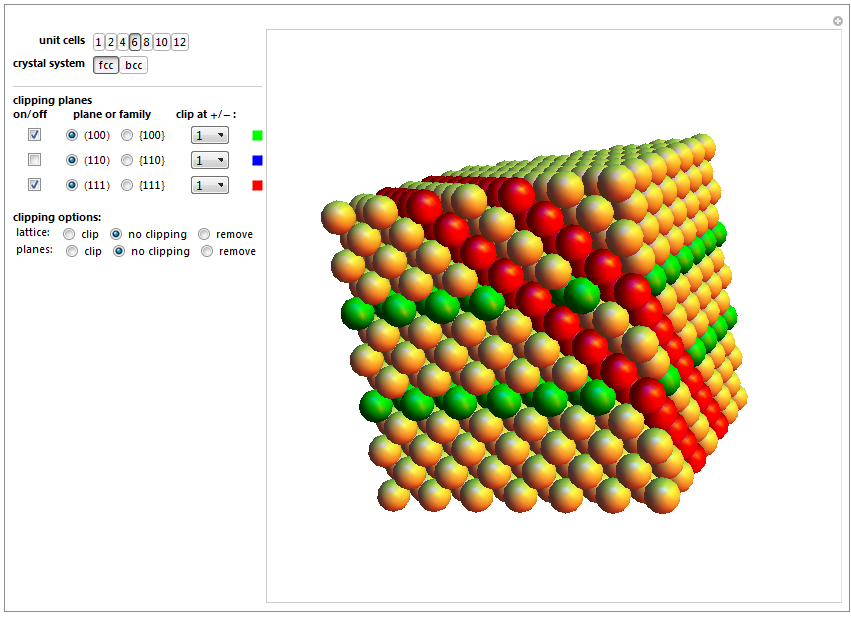 unit cells 1 2 4 6 8 10 12
crystal system fcc bcc
clipping planes
on/off plane or family clip at +/− :
(100) {100} 1
(110) {110} 1
(111) {111} 1
clipping options:
lattice: clip no clipping remove
planes: clip no clipping remove